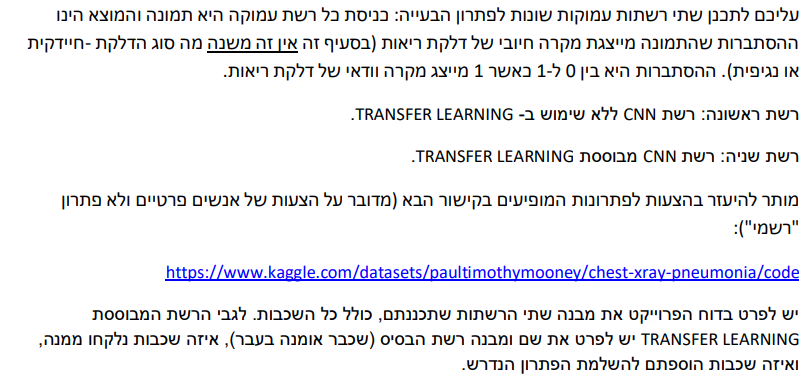 עליכם לתכנן שתי רשתות עמוקות שונות לפתרון הבעייה: כניסת כל רשת עמוקה היא תמונה והמוצא הינו
ההסתברות שהתמונה מייצגת מקרה חיובי של דלקת ריאות (בסעיף זה אין זה משנה מה סוג הדלקת -חיידקית
או נגיפית). ההסתברות היא בין 0 ל-1 כאשר 1 מייצג מקרה וודאי של דלקת ריאות.
רשת ראשונה: רשת CNN ללא שימוש ב- TRANSFER LEARNING.
רשת שניה: רשת CNN מבוססת TRANSFER LEARNING.
מותר להיעזר בהצעות לפתרונות המופיעים בקישור הבא (מדובר על הצעות של אנשים פרטיים ולא פתרון
"רשמי"):
https://www.kaggle.com/datasets/paultimothymooney/chest-xray-pneumonia/code
יש לפרט בדוח הפרוייקט את מבנה שתי הרשתות שתכננתם, כולל כל השכבות. לגבי הרשת המבוססת
TRANSFER LEARNING יש לפרט את שם ומבנה רשת הבסיס (שכבר אומנה בעבר), איזה שכבות נלקחו ממנה,
ואיזה שכבות הוספתם להשלמת הפתרון הנדרש.